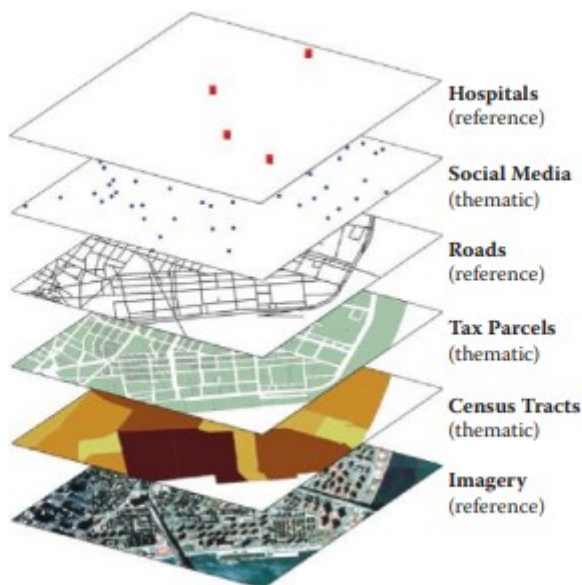 Hospitals
(reference)
Social Media
(thematic)
Roads
(reference)
Tax Parcels
(thematic)
Census Tracts
(thematic)
Imagery
(reference)